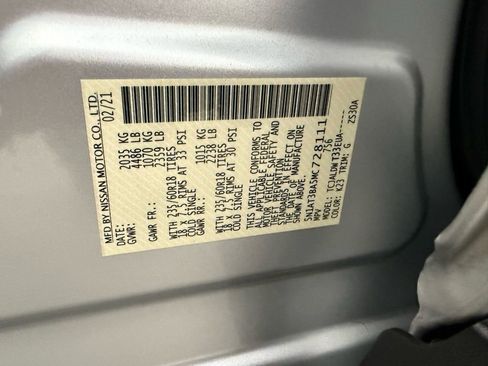 MFD BY NISSAN MOTOR CO., LTD.
DATE: 02/21
GVWR: 2035 KG
4486 LB
GAWR FR.: 1070 KG
2359 LB
WITH 235/60R18 TIRES
18 X 7.5 RIMS AT 33 PSI
COLD SINGLE
GAWR RR.: 1015 KG
2238 LB
WITH 235/60R18 TIRES
18 X 7.5 RIMS AT 30 PSI
COLD SINGLE
THIS VEHICLE CONFORMS TO
ALL APPLICABLE FEDERAL
MOTOR VEHICLE SAFETY AND
THEFT PREVENTION
STANDARDS IN EFFECT ON
THE DATE OF MANUFACTURE
SHOWN ABOVE.
5N1AT3BA5MC728111
MPV 756
COLOR: K23 TRIM: G
ZS30A